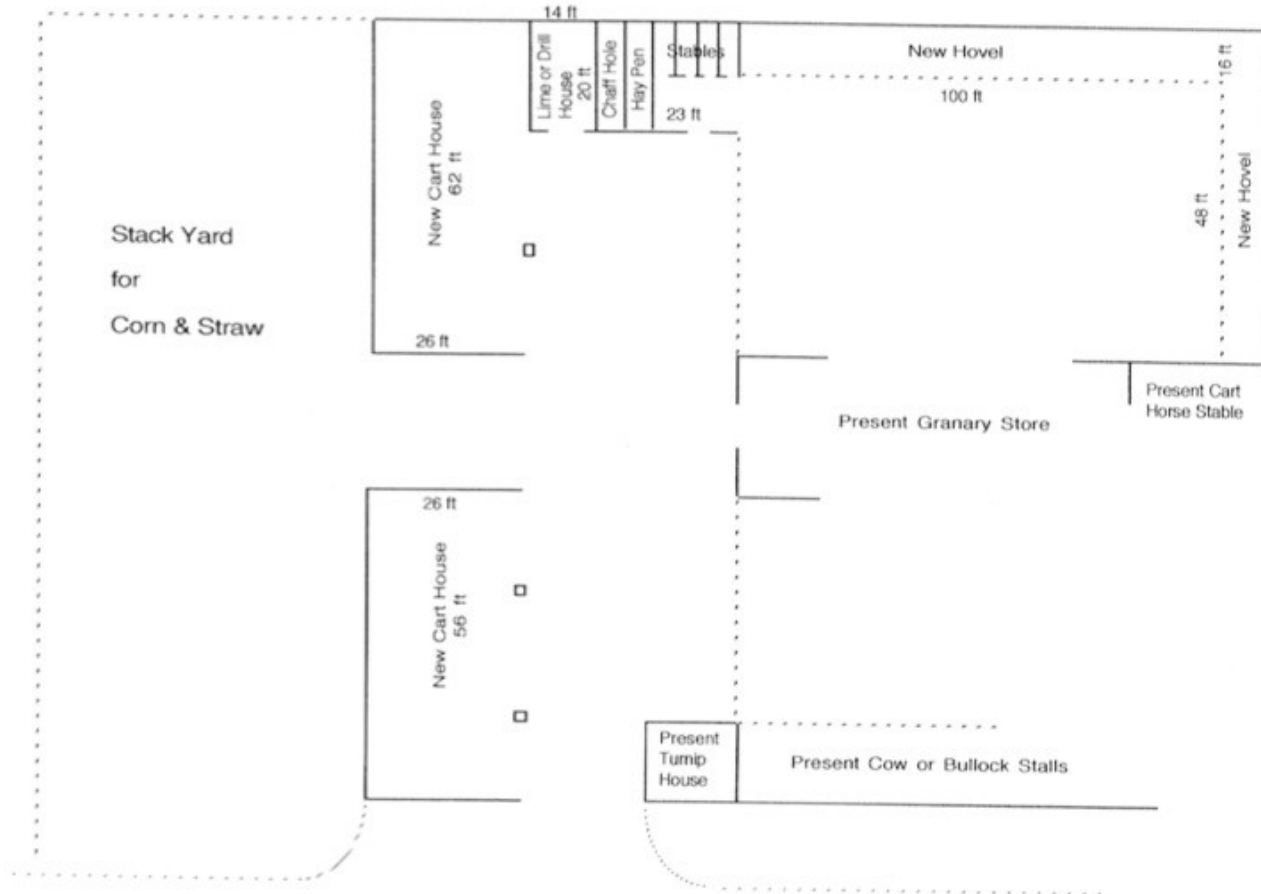 14 ft
Lime or Drill
House
20 ft
Chaff Hole
Hay Pen
Stables
23 ft
New Hovel
100 ft
16 ft
48 ft
New Hovel
New Cart House
62 ft
26 ft
Stack Yard
for
Corn & Straw
Present Cart
Horse Stable
Present Granary Store
26 ft
New Cart House
56 ft
Present
Turnip
House
Present Cow or Bullock Stalls